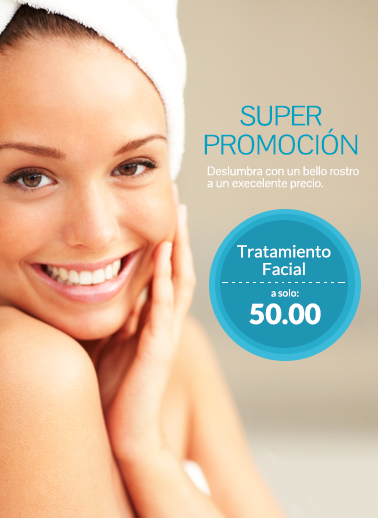 SUPER
PROMOCIÓN
Deslumbra con un bello rostro
a un execelente precio.
Tratamiento
Facial
a solo:
50.00